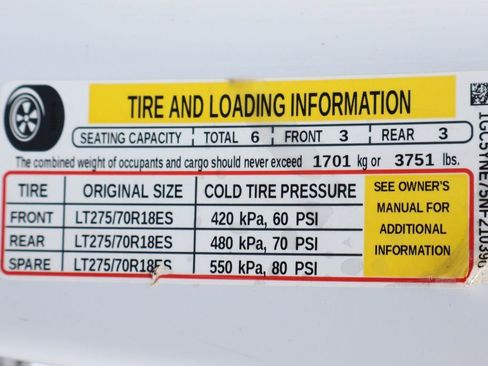 TIRE AND LOADING INFORMATION
SEATING CAPACITY TOTAL 6 FRONT 3 REAR 3
The combined weight of occupants and cargo should never exceed 1701 kg or 3751 lbs.
TIRE ORIGINAL SIZE COLD TIRE PRESSURE
FRONT LT275/70R18ES 420 kPa, 60 PSI
REAR LT275/70R18ES 480 kPa, 70 PSI
SPARE LT275/70R18ES 550 kPa, 80 PSI
SEE OWNER'S
MANUAL FOR
ADDITIONAL
INFORMATION